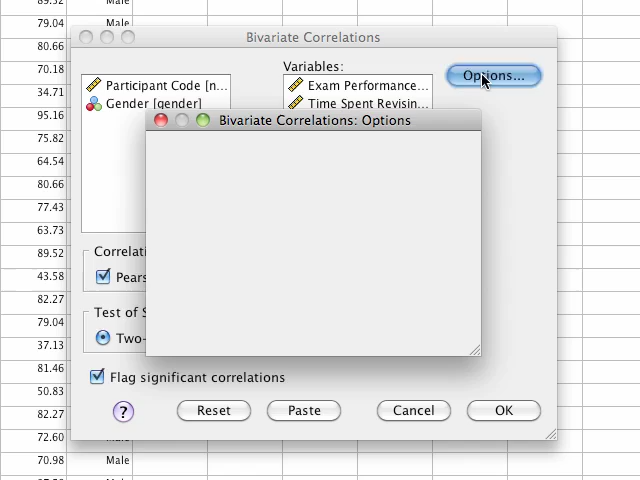 89.52 Male
79.04
80.66
70.18
34.71
95.16
75.82
64.54
80.66
77.43
63.73
89.52
43.58
82.27
79.04
37.13
81.46
50.83
82.27
72.60 Male
70.98 Male
Bivariate Correlations
Variables:
Participant Code [n...
Gender [gender]
Exam Performance...
Time Spent Revisin...
Options...
Bivariate Correlations: Options
Correlati
Pears
Test of S
Two-
Flag significant correlations
?
Reset
Paste
Cancel
OK